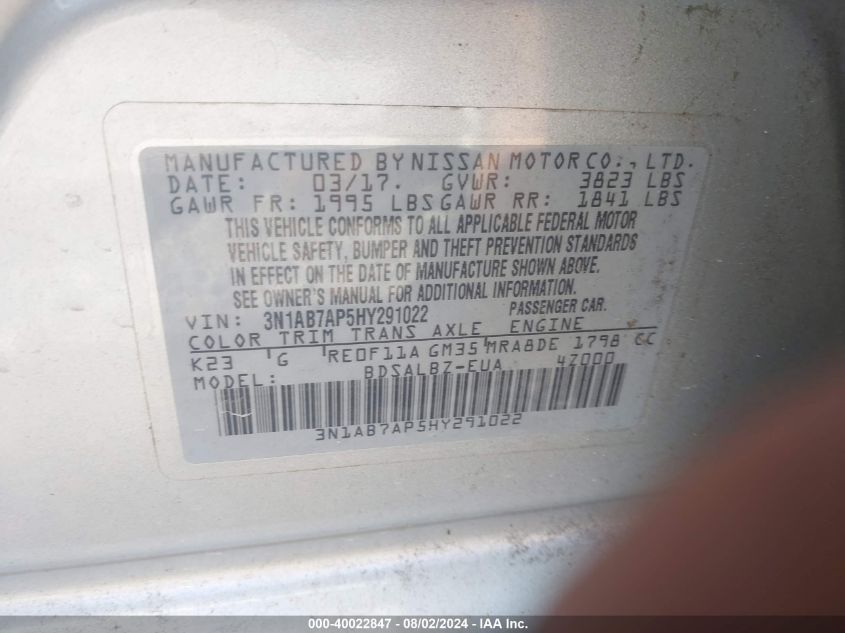 MANUFACTURED BY NISSAN MOTOR CO., LTD.
DATE: 03/17. GVWR: 3823 LBS
GAWR FR: 1995 LBS GAWR RR: 1841 LBS
THIS VEHICLE CONFORMS TO ALL APPLICABLE FEDERAL MOTOR
VEHICLE SAFETY, BUMPER AND THEFT PREVENTION STANDARDS
IN EFFECT ON THE DATE OF MANUFACTURE SHOWN ABOVE.
SEE OWNER'S MANUAL FOR ADDITIONAL INFORMATION.
VIN: 3N1AB7AP5HY291022 PASSENGER CAR.
COLOR TRIM TRANS AXLE ENGINE
K23 G RE0F11A GM35 MRA8DE 1798 CC
MODEL: BDSALBZ-EUA 4Z000
3N1AB7AP5HY291022
000-40022847 - 08/02/2024 - IAA Inc.